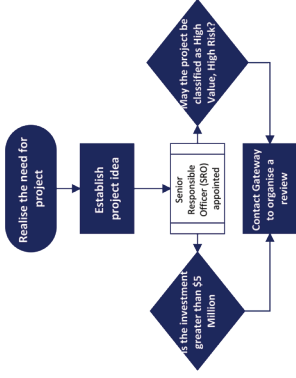 Realise the need for
project
Establish
project idea
Senior
Responsible
Officer (SRO)
appointed
Is the investment
greater than $5
Million
May the project be
classified as High
Value, High Risk?
Contact Gateway
to organise a
review